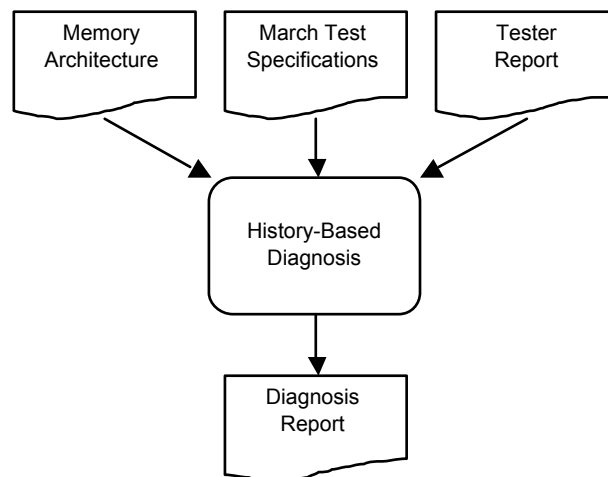 Memory
Architecture
March Test
Specifications
Tester
Report
History-Based
Diagnosis
Diagnosis
Report